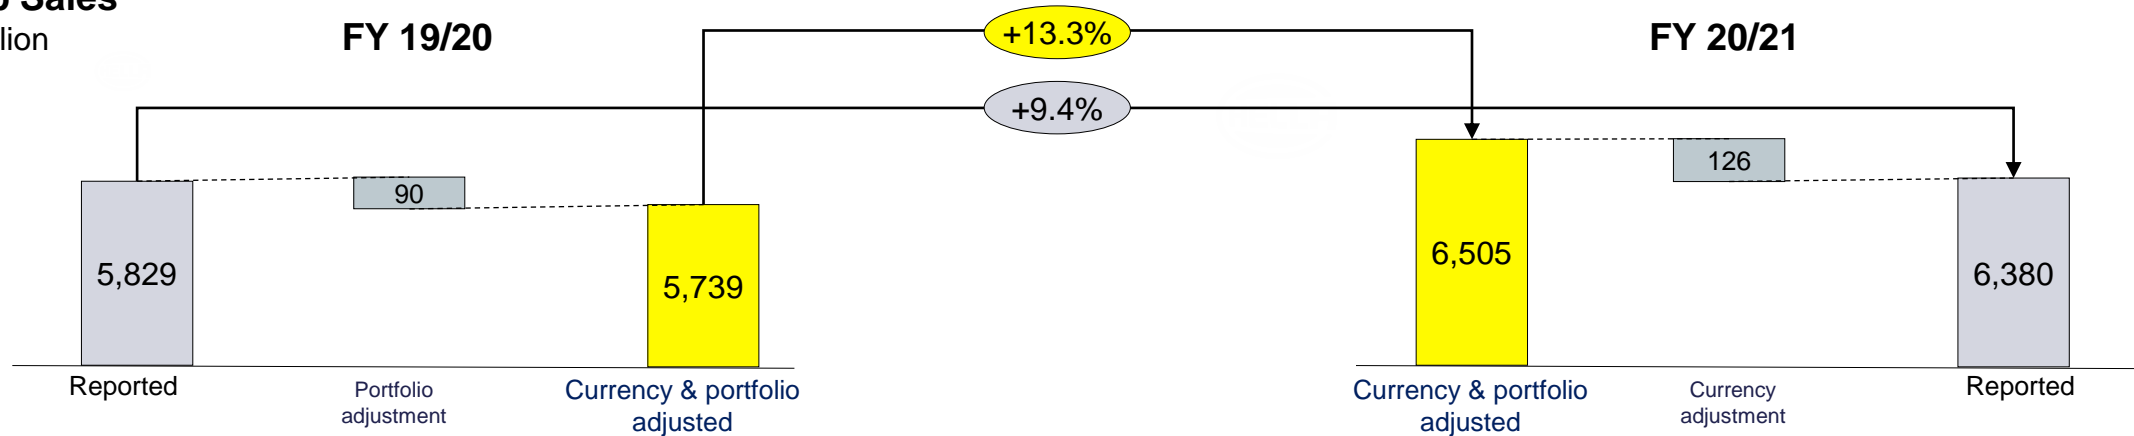 Sales
FY 19/20
+13.3%
FY 20/21
+9.4%
90
126
5,829
5,739
6,505
6,380
Reported
Portfolio
adjustment
Currency & portfolio
adjusted
Currency & portfolio
adjusted
Currency
adjustment
Reported